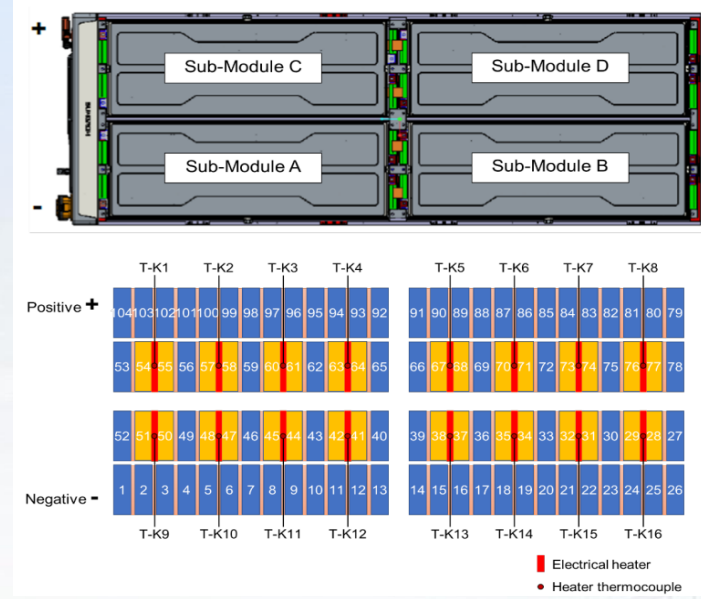 +
Sub-Module C
Sub-Module D
Sub-Module A
Sub-Module B
-
T-K1 T-K2 T-K3 T-K4 T-K5 T-K6 T-K7 T-K8
Positive +
104 103 102 101 100 99 98 97 96 95 94 93 92 91 90 89 88 87 86 85 84 83 82 81 80 79
53 54 55 56 57 58 59 60 61 62 63 64 65 66 67 68 69 70 71 72 73 74 75 76 77 78
52 51 50 49 48 47 46 45 44 43 42 41 40 39 38 37 36 35 34 33 32 31 30 29 28 27
Negative -
1 2 3 4 5 6 7 8 9 10 11 12 13 14 15 16 17 18 19 20 21 22 23 24 25 26
T-K9 T-K10 T-K11 T-K12 T-K13 T-K14 T-K15 T-K16
Electrical heater
Heater thermocouple